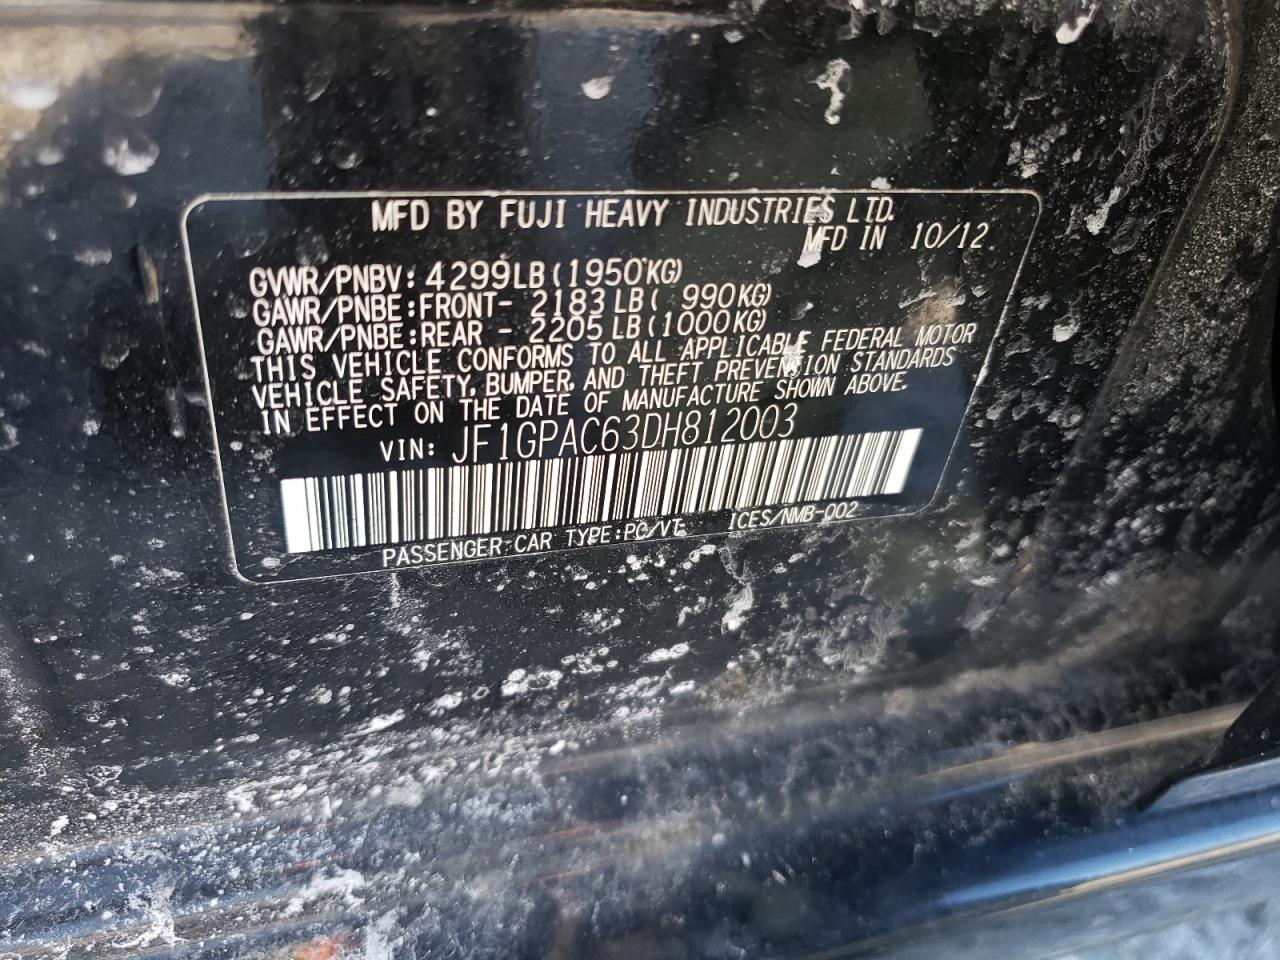 MFD BY FUJI HEAVY INDUSTRIES LTD.
MFD IN 10/12
GVWR/PNBV: 4299LB (1950KG)
GAWR/PNBE: FRONT- 2183 LB ( 990KG)
GAWR/PNBE: REAR - 2205 LB (1000KG)
THIS VEHICLE CONFORMS TO ALL APPLICABLE FEDERAL MOTOR
VEHICLE SAFETY, BUMPER, AND THEFT PREVENTION STANDARDS
IN EFFECT ON THE DATE OF MANUFACTURE SHOWN ABOVE.
VIN: JF1GPAC63DH812003
PASSENGER CAR TYPE: PC/VT ICES/NMB-002